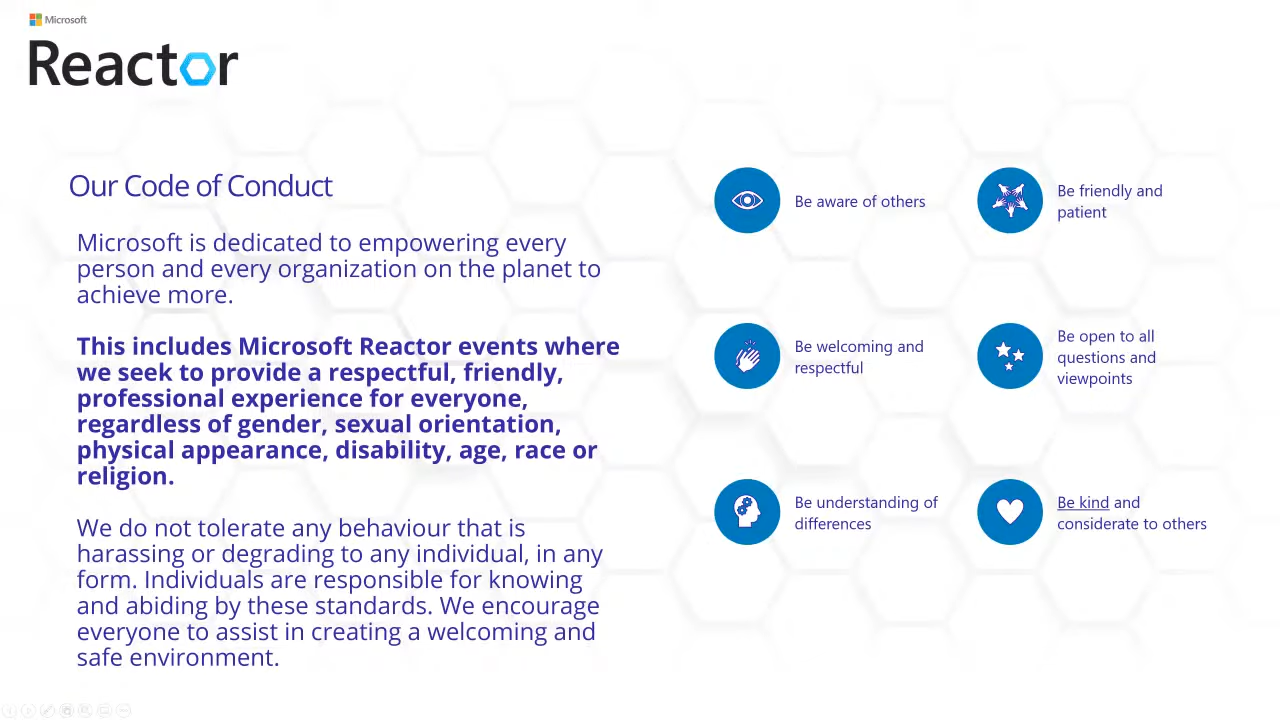 Microsoft
Reactor
Our Code of Conduct
Microsoft is dedicated to empowering every
person and every organization on the planet to
achieve more.
This includes Microsoft Reactor events where
we seek to provide a respectful, friendly,
professional experience for everyone,
regardless of gender, sexual orientation,
physical appearance, disability, age, race or
religion.
We do not tolerate any behaviour that is
harassing or degrading to any individual, in any
form. Individuals are responsible for knowing
and abiding by these standards. We encourage
everyone to assist in creating a welcoming and
safe environment.
Be aware of others
Be friendly and
patient
Be welcoming and
respectful
Be open to all
questions and
viewpoints
Be understanding of
differences
Be kind and
considerate to others